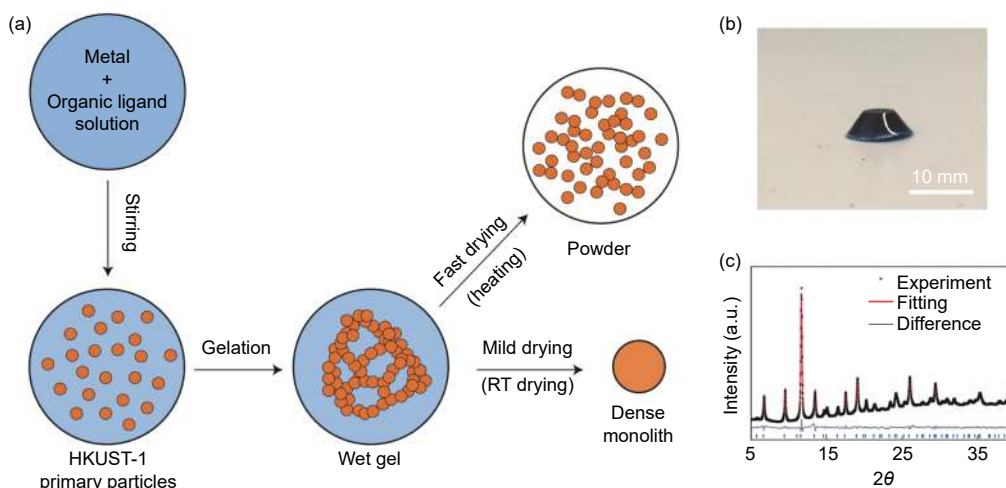 (a)
Metal
+
Organic ligand
solution
Stirring
HKUST-1
primary particles
Gelation
Wet gel
Fast drying
(heating)
Powder
Mild drying
(RT drying)
Dense
monolith
(b)
10 mm
(c)
Experiment
Fitting
Difference
Intensity (a.u.)
5 15 25 35
2θ